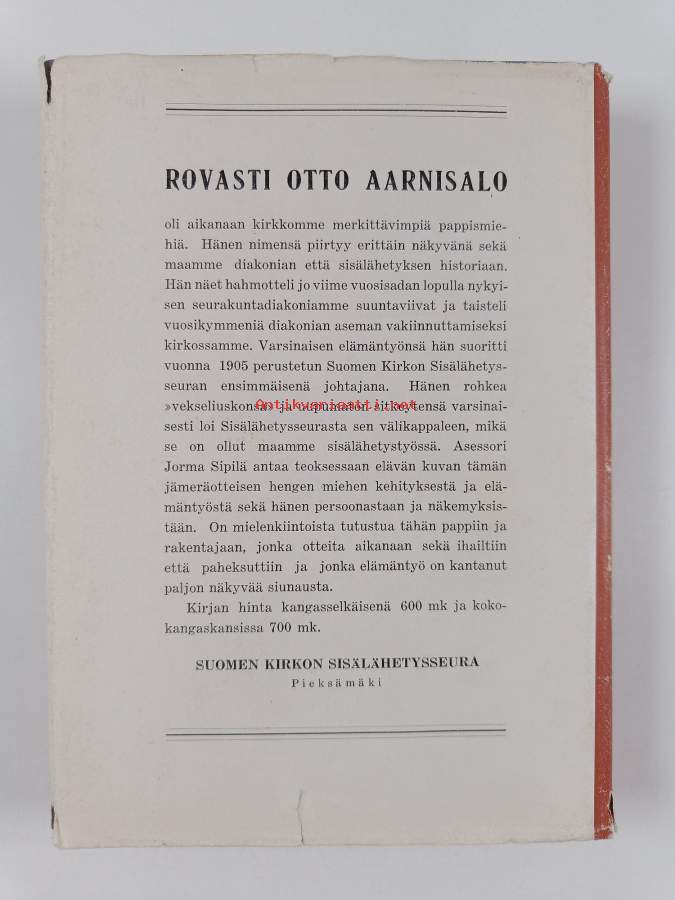 ROVASTI OTTO AARNISALO
oli aikanaan kirkkomme merkittävimpiä pappismie-
hiä. Hänen nimensä piirtyy erittäin näkyvänä sekä
maamme diakonian että sisälähetyksen historiaan.
Hän näet hahmotteli jo viime vuosisadan lopulla nykyi-
sen seurakuntadiakoniamme suuntaviivat ja taisteli
vuosikymmeniä diakonian aseman vakiinnuttamiseksi
kirkossamme. Varsinaisen elämäntyönsä hän suoritti
vuonna 1905 perustetun Suomen Kirkon Sisälähetys-
seuran ensimmäisenä johtajana. Hänen rohkea
»vekseliuskonsa» ja uupumaton sitkeytensä varsinai-
Antikvariaatti.net
sesti loi Sisälähetysseurasta sen välikappaleen, mikä
se on ollut maamme sisälähetystyössä. Asessori
Jorma Sipilä antaa teoksessaan elävän kuvan tämän
jämeräotteisen hengen miehen kehityksestä ja elä-
mäntyöstä sekä hänen persoonastaan ja näkemyksis-
tään. On mielenkiintoista tutustua tähän pappiin ja
rakentajaan, jonka otteita aikanaan sekä ihailtiin
että paheksuttiin ja jonka elämäntyö on kantanut
paljon näkyvää siunausta.
Kirjan hinta kangasselkäisenä 600 mk ja koko-
kangaskansissa 700 mk.
SUOMEN KIRKON SISÄLÄHETYSSEURA
Pieksämäki